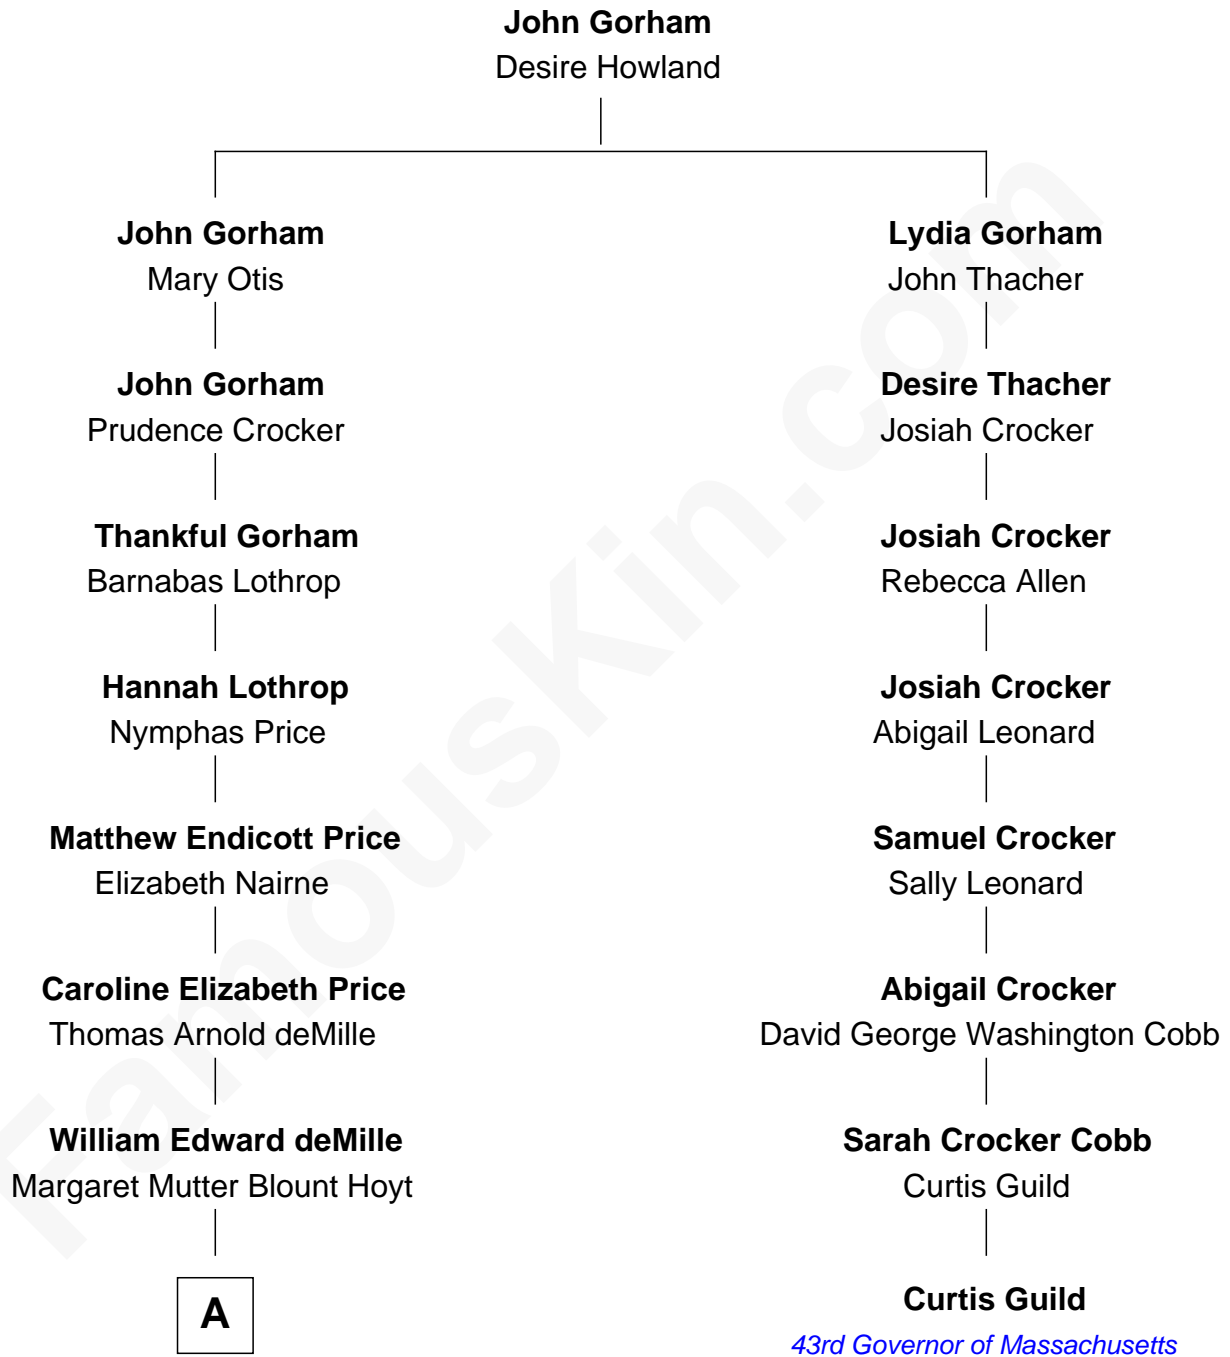 John Gorham
Desire Howland
John Gorham
Mary Otis
Lydia Gorham
John Thacher
John Gorham
Prudence Crocker
Desire Thacher
Josiah Crocker
Thankful Gorham
Barnabas Lothrop
Josiah Crocker
Rebecca Allen
Hannah Lothrop
Nymphas Price
Josiah Crocker
Abigail Leonard
Matthew Endicott Price
Elizabeth Nairne
Samuel Crocker
Sally Leonard
Caroline Elizabeth Price
Thomas Arnold deMille
Abigail Crocker
David George Washington Cobb
William Edward deMille
Margaret Mutter Blount Hoyt
Sarah Crocker Cobb
Curtis Guild
A
Curtis Guild
43rd Governor of Massachusetts
FamousKin.com